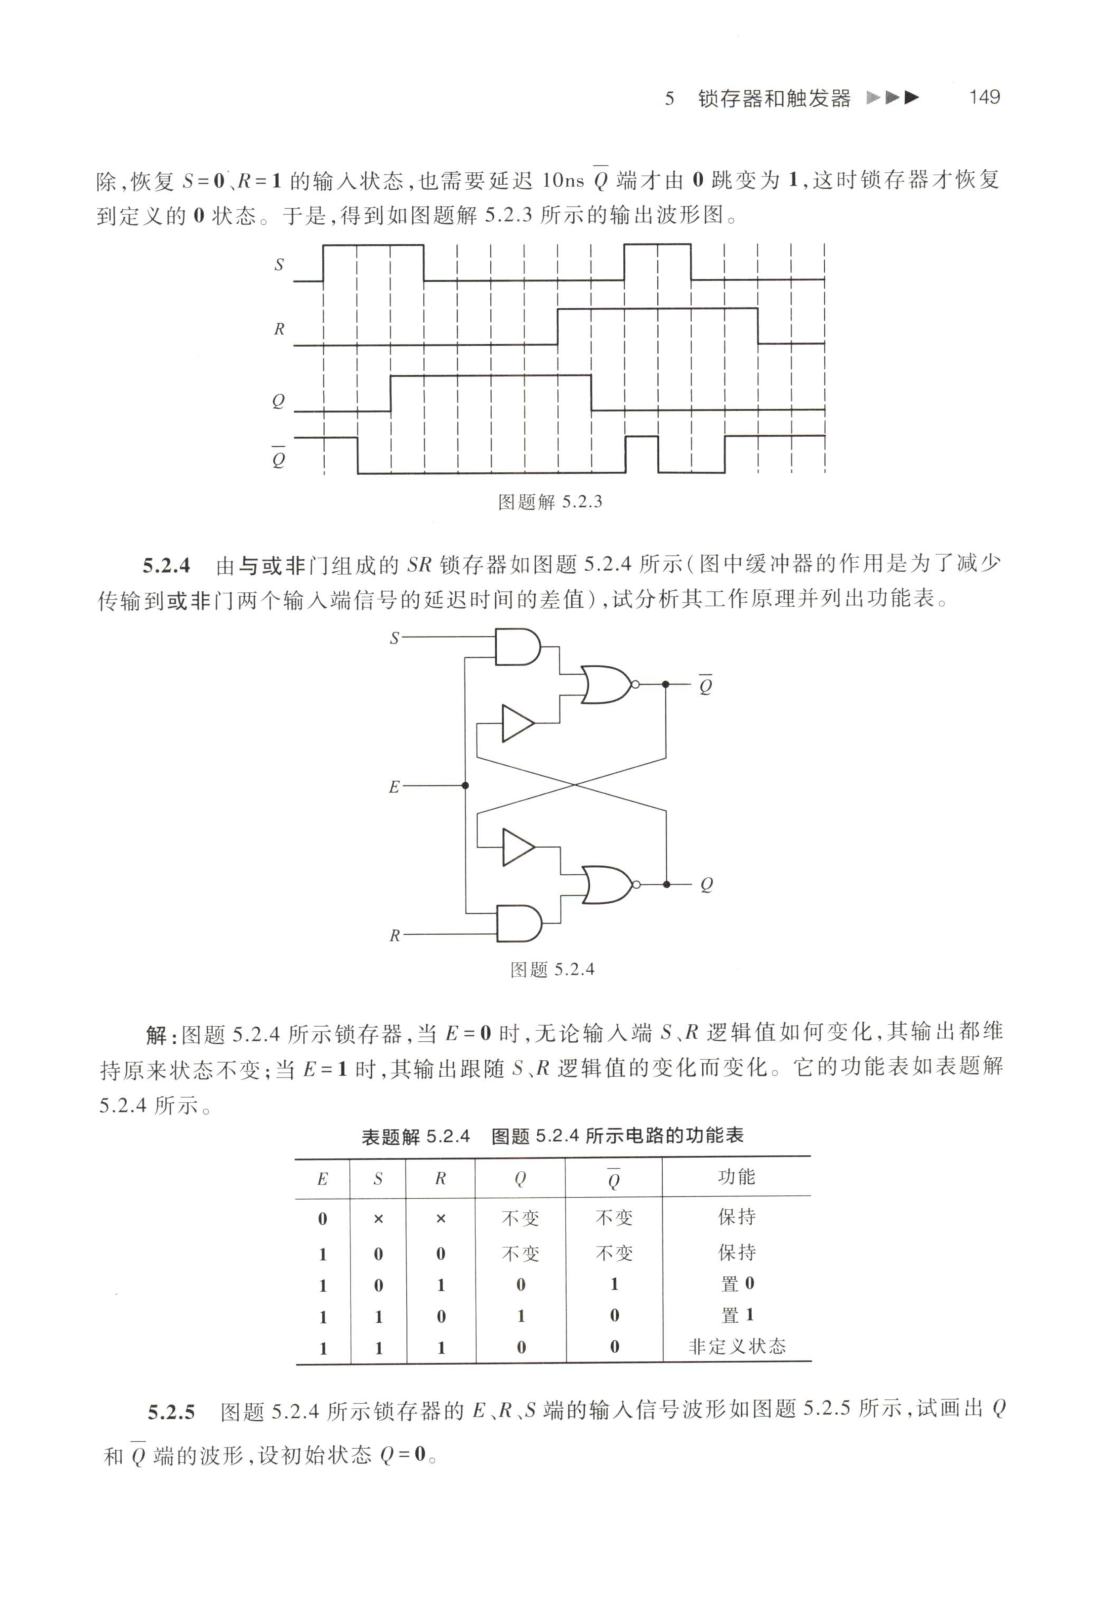 5 锁存器和触发器 149
除,恢复 S=0、R=1 的输入状态,也需要延迟 10ns Q̅ 端才由 0 跳变为 1,这时锁存器才恢复
到定义的 0 状态。于是,得到如图题解 5.2.3 所示的输出波形图。
S
R
Q
Q̅
图题解 5.2.3
5.2.4 由与或非门组成的 SR 锁存器如图题 5.2.4 所示(图中缓冲器的作用是为了减少
传输到或非门两个输入端信号的延迟时间的差值),试分析其工作原理并列出功能表。
S
Q̅
E
Q
R
图题 5.2.4
解:图题 5.2.4 所示锁存器,当 E=0 时,无论输入端 S、R 逻辑值如何变化,其输出都维
持原来状态不变;当 E=1 时,其输出跟随 S、R 逻辑值的变化而变化。它的功能表如表题解
5.2.4 所示。
表题解 5.2.4 图题 5.2.4 所示电路的功能表
E S R Q Q̅ 功能
0 × × 不变 不变 保持
1 0 0 不变 不变 保持
1 0 1 0 1 置 0
1 1 0 1 0 置 1
1 1 1 0 0 非定义状态
5.2.5 图题 5.2.4 所示锁存器的 E、R、S 端的输入信号波形如图题 5.2.5 所示,试画出 Q
和 Q̅ 端的波形,设初始状态 Q=0。